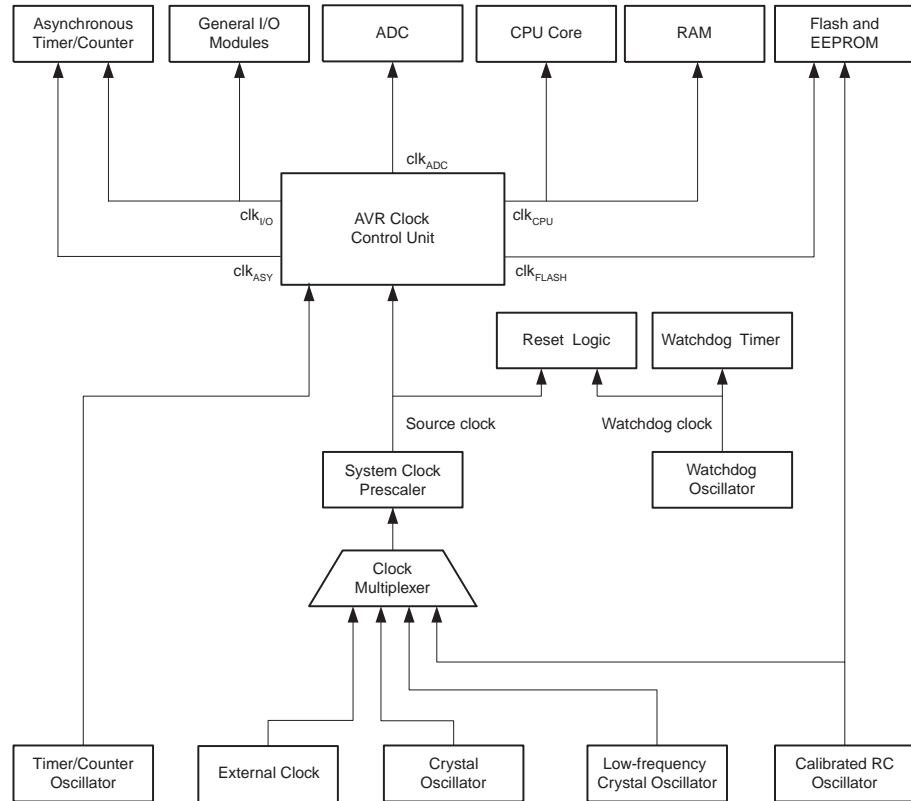 Asynchronous
Timer/Counter
General I/O
Modules
ADC
CPU Core
RAM
Flash and
EEPROM
clkADC
clkI/O
AVR Clock
Control Unit
clkCPU
clkASY
clkFLASH
Reset Logic
Watchdog Timer
Source clock
Watchdog clock
System Clock
Prescaler
Watchdog
Oscillator
Clock
Multiplexer
Timer/Counter
Oscillator
External Clock
Crystal
Oscillator
Low-frequency
Crystal Oscillator
Calibrated RC
Oscillator